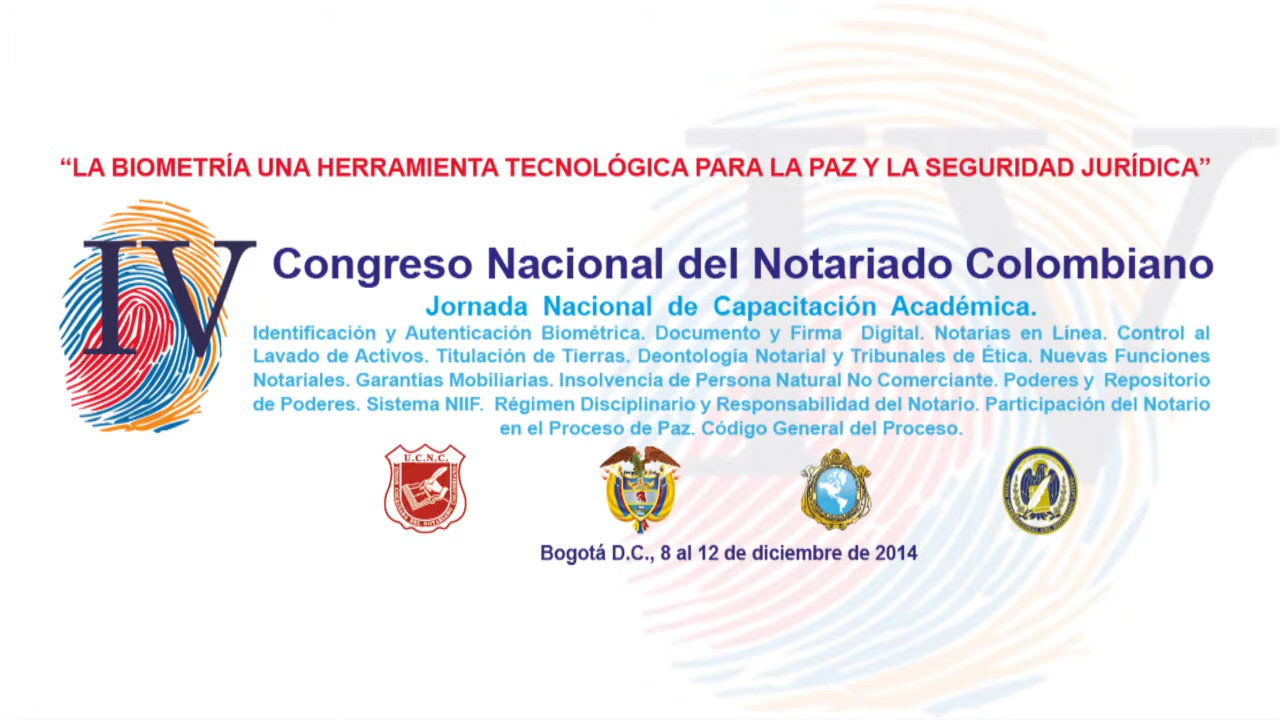 “LA BIOMETRÍA UNA HERRAMIENTA TECNOLÓGICA PARA LA PAZ Y LA SEGURIDAD JURÍDICA”
IV
Congreso Nacional del Notariado Colombiano
Jornada Nacional de Capacitación Académica.
Identificación y Autenticación Biométrica. Documento y Firma Digital. Notarías en Línea. Control al
Lavado de Activos. Titulación de Tierras. Deontología Notarial y Tribunales de Ética. Nuevas Funciones
Notariales. Garantías Mobiliarias. Insolvencia de Persona Natural No Comerciante. Poderes y Repositorio
de Poderes. Sistema NIIF. Régimen Disciplinario y Responsabilidad del Notario. Participación del Notario
en el Proceso de Paz. Código General del Proceso.
U.C.N.C.
Bogotá D.C., 8 al 12 de diciembre de 2014